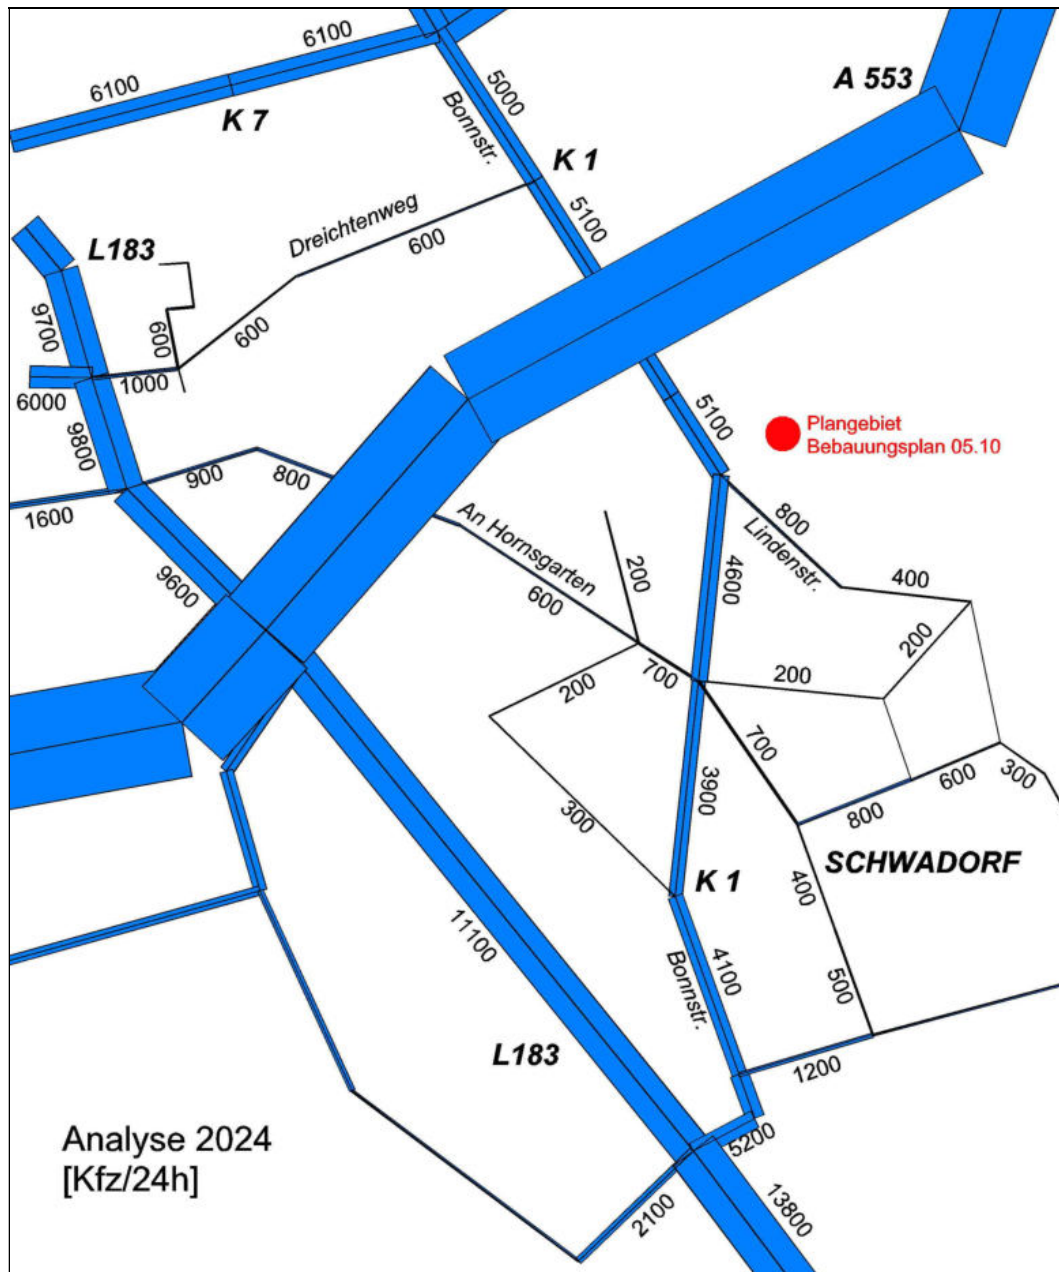 6100
A 553
6100
5000
K 7
Bonnstr.
K 1
Dreichtenweg
5100
600
L183
9700
600
600
1000
6000
5100
Plangebiet
Bebauungsplan 05.10
9800
900
800
1600
An Hornsgarten
800
Lindenstr.
9600
200
4600
400
600
200
700
200
200
700
3900
600
300
300
800
SCHWADORF
K 1
400
11100
4100
Bonnstr.
500
L183
1200
Analyse 2024
[Kfz/24h]
5200
2100
13800